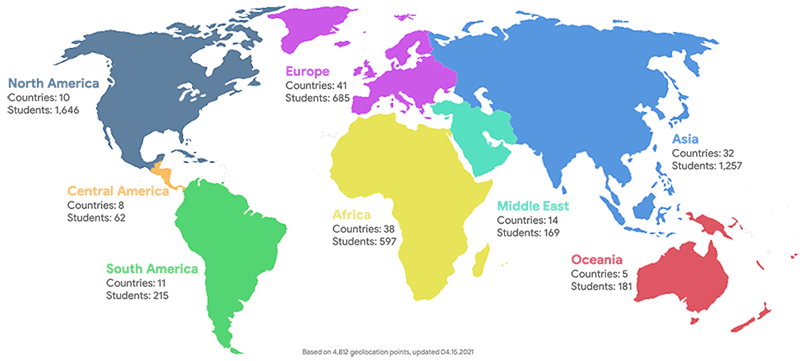 North America
Countries: 10
Students: 1,646
Europe
Countries: 41
Students: 685
Asia
Countries: 32
Students: 1,257
Central America
Countries: 8
Students: 62
Africa
Countries: 38
Students: 597
Middle East
Countries: 14
Students: 169
South America
Countries: 11
Students: 215
Oceania
Countries: 5
Students: 181
Based on 4,812 geolocation points, updated 04.15.2021